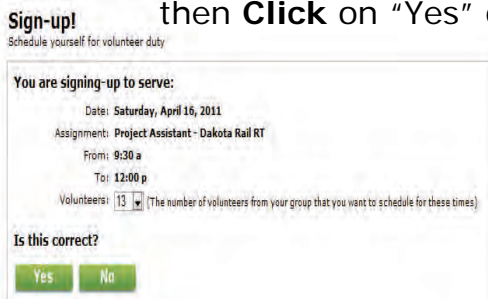 then Click on "Yes"
Sign-up!
Schedule yourself for volunteer duty
You are signing-up to serve:
Date: Saturday, April 16, 2011
Assignment: Project Assistant - Dakota Rail RT
From: 9:30 a
To: 12:00 p
Volunteers: 13 (The number of volunteers from your group that you want to schedule for these times)
Is this correct?
Yes No